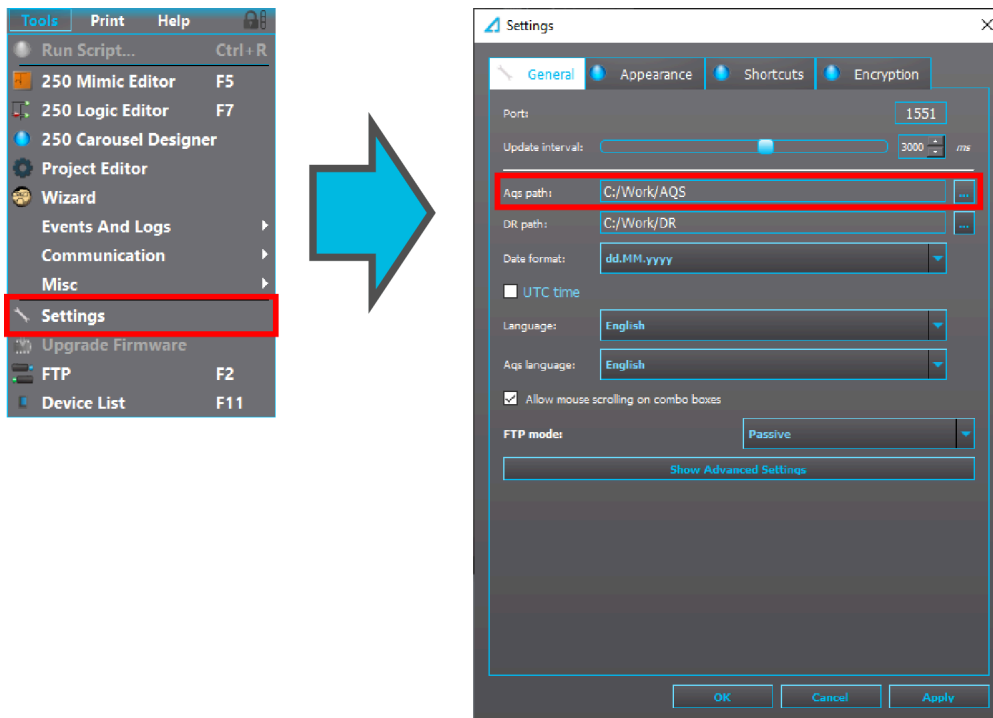 Tools Print Help
Run Script... Ctrl+R
250 Mimic Editor F5
250 Logic Editor F7
250 Carousel Designer
Project Editor
Wizard
Events And Logs
Communication
Misc
Settings
Upgrade Firmware
FTP F2
Device List F11
Settings
General Appearance Shortcuts Encryption
Port: 1551
Update interval: 3000 ms
Aqs path: C:/Work/AQS ...
DR path: C:/Work/DR ...
Date format: dd.MM.yyyy
UTC time
Language: English
Aqs language: English
Allow mouse scrolling on combo boxes
FTP mode: Passive
Show Advanced Settings
OK Cancel Apply